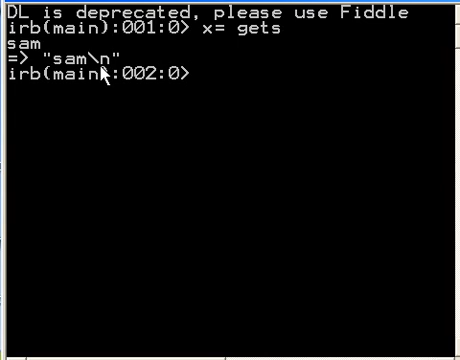 DL is deprecated, please use Fiddle
irb(main):001:0> x= gets
sam
=> "sam\n"
irb(main):002:0>